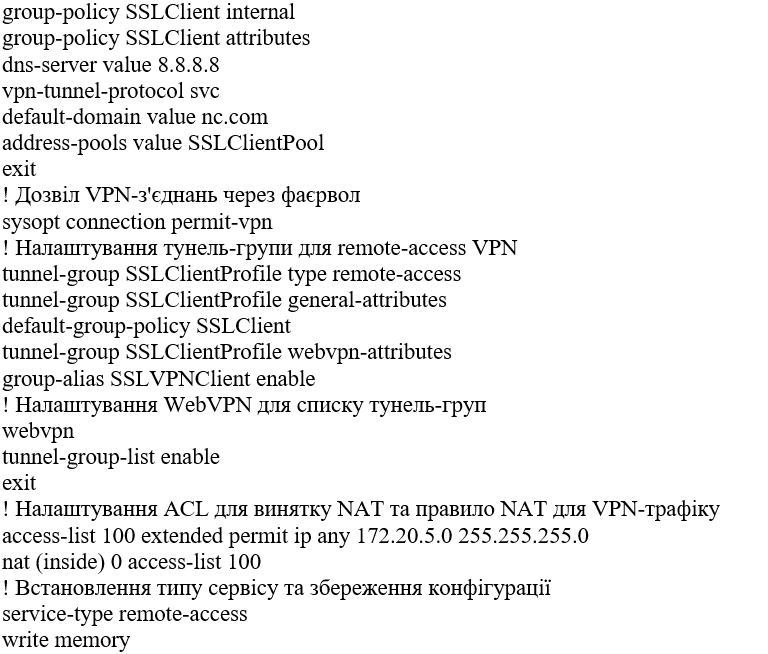 group-policy SSLClient internal
group-policy SSLClient attributes
dns-server value 8.8.8.8
vpn-tunnel-protocol svc
default-domain value nc.com
address-pools value SSLClientPool
exit
! Дозвіл VPN-з'єднань через фаєрвол
sysopt connection permit-vpn
! Налаштування тунель-групи для remote-access VPN
tunnel-group SSLClientProfile type remote-access
tunnel-group SSLClientProfile general-attributes
default-group-policy SSLClient
tunnel-group SSLClientProfile webvpn-attributes
group-alias SSLVPNClient enable
! Налаштування WebVPN для списку тунель-груп
webvpn
tunnel-group-list enable
exit
! Налаштування ACL для винятку NAT та правило NAT для VPN-трафіку
access-list 100 extended permit ip any 172.20.5.0 255.255.255.0
nat (inside) 0 access-list 100
! Встановлення типу сервісу та збереження конфігурації
service-type remote-access
write memory